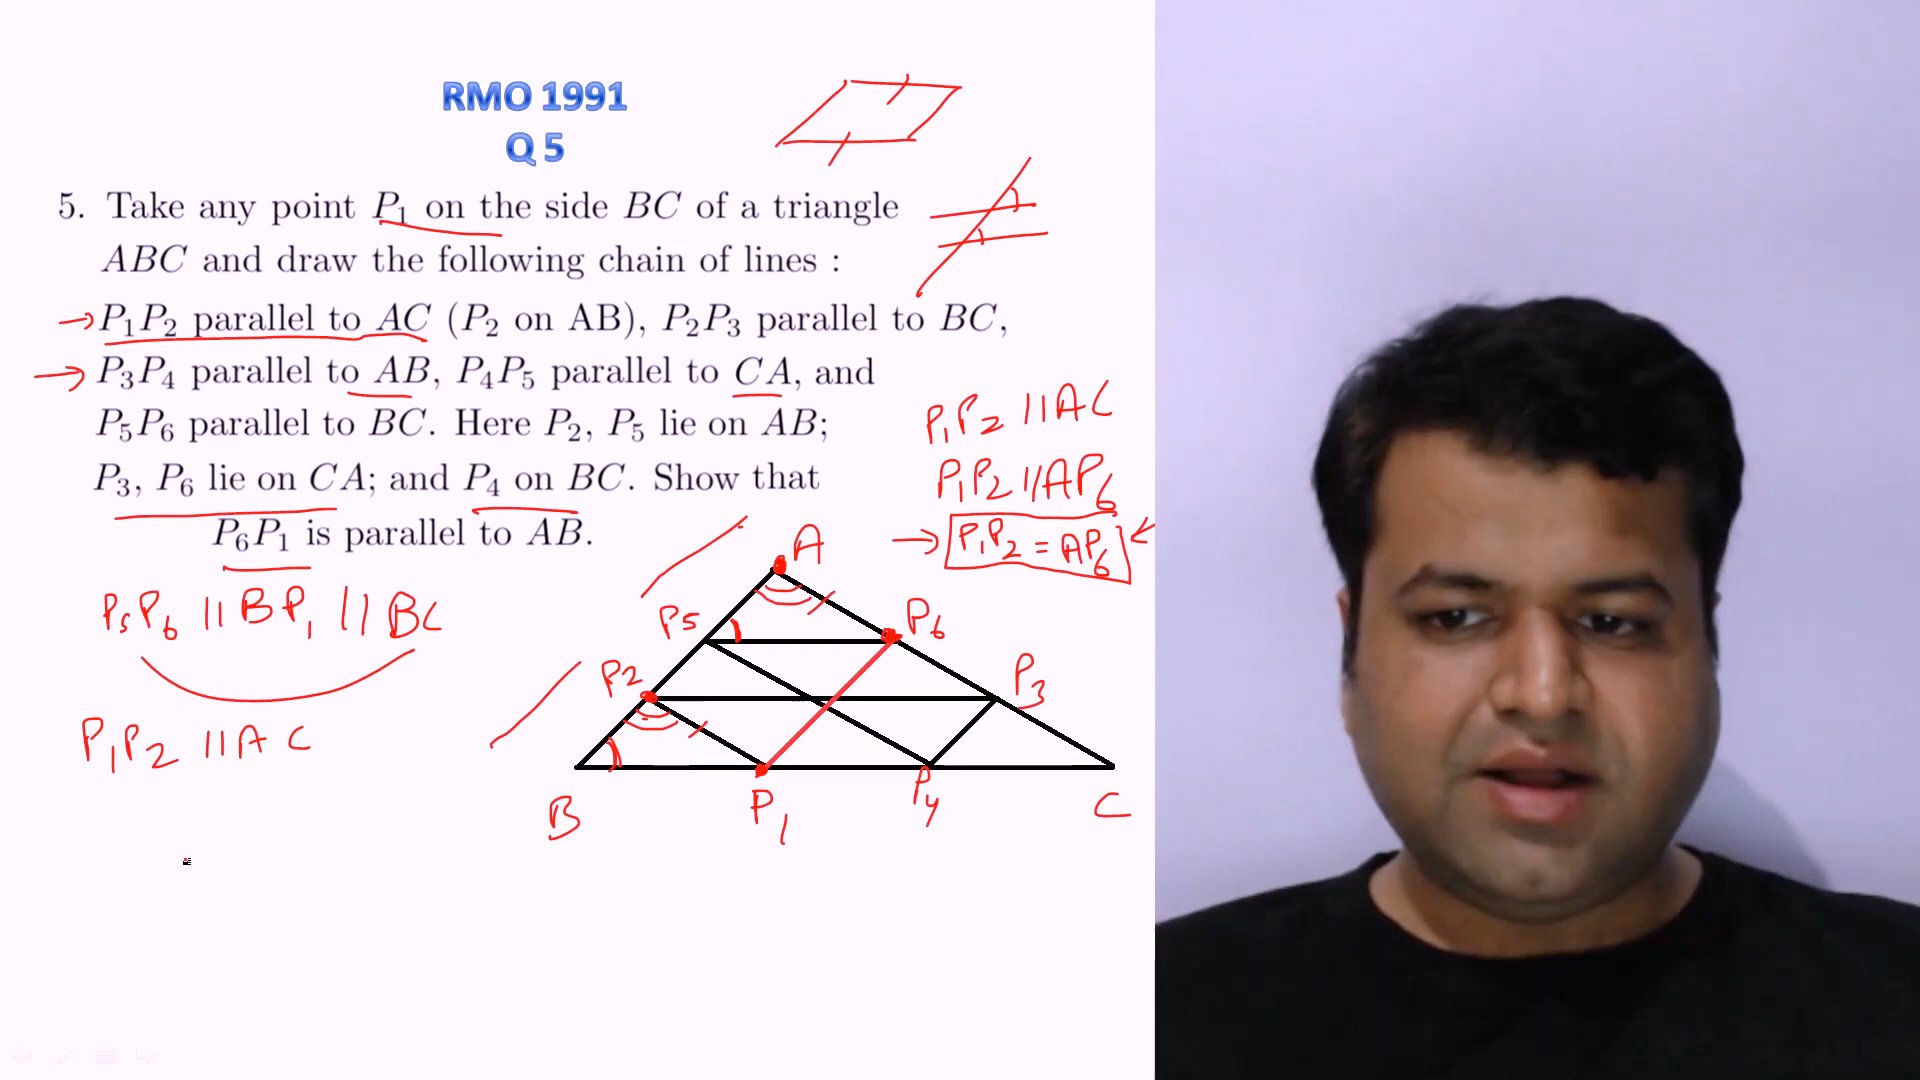 RMO 1991
Q 5
5. Take any point P₁ on the side BC of a triangle
ABC and draw the following chain of lines :
P₁P₂ parallel to AC (P₂ on AB), P₂P₃ parallel to BC,
P₃P₄ parallel to AB, P₄P₅ parallel to CA, and
P₅P₆ parallel to BC. Here P₂, P₅ lie on AB;
P₃, P₆ lie on CA; and P₄ on BC. Show that
P₆P₁ is parallel to AB.
P₁P₂ || AC
P₁P₂ || AP₆
P₁P₂ = AP₆
P₅P₆ || BP₁ || BC
P₁P₂ || AC
A
P5
P6
P2
P3
B
P1
P4
C